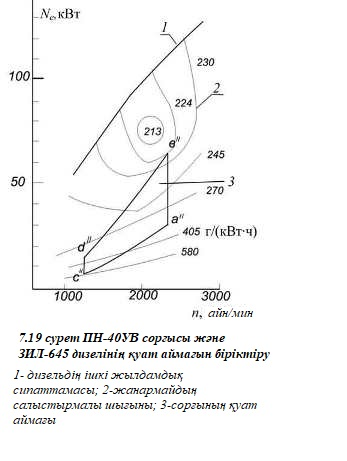 Ne,кВт
1
230
100
224
2
213
в"
245
50
3
270
а"
d"
405 г/(кВт·ч)
580
с"
1000 2000 3000
n, айн/мин
7.19 сурет ПН-40УВ сорғысы және
ЗИЛ-645 дизелінің қуат аймағын біріктіру
1- дизельдің ішкі жылдамдық
сипаттамасы; 2-жанармайдың
салыстырмалы шығыны; 3-сорғының қуат
аймағы